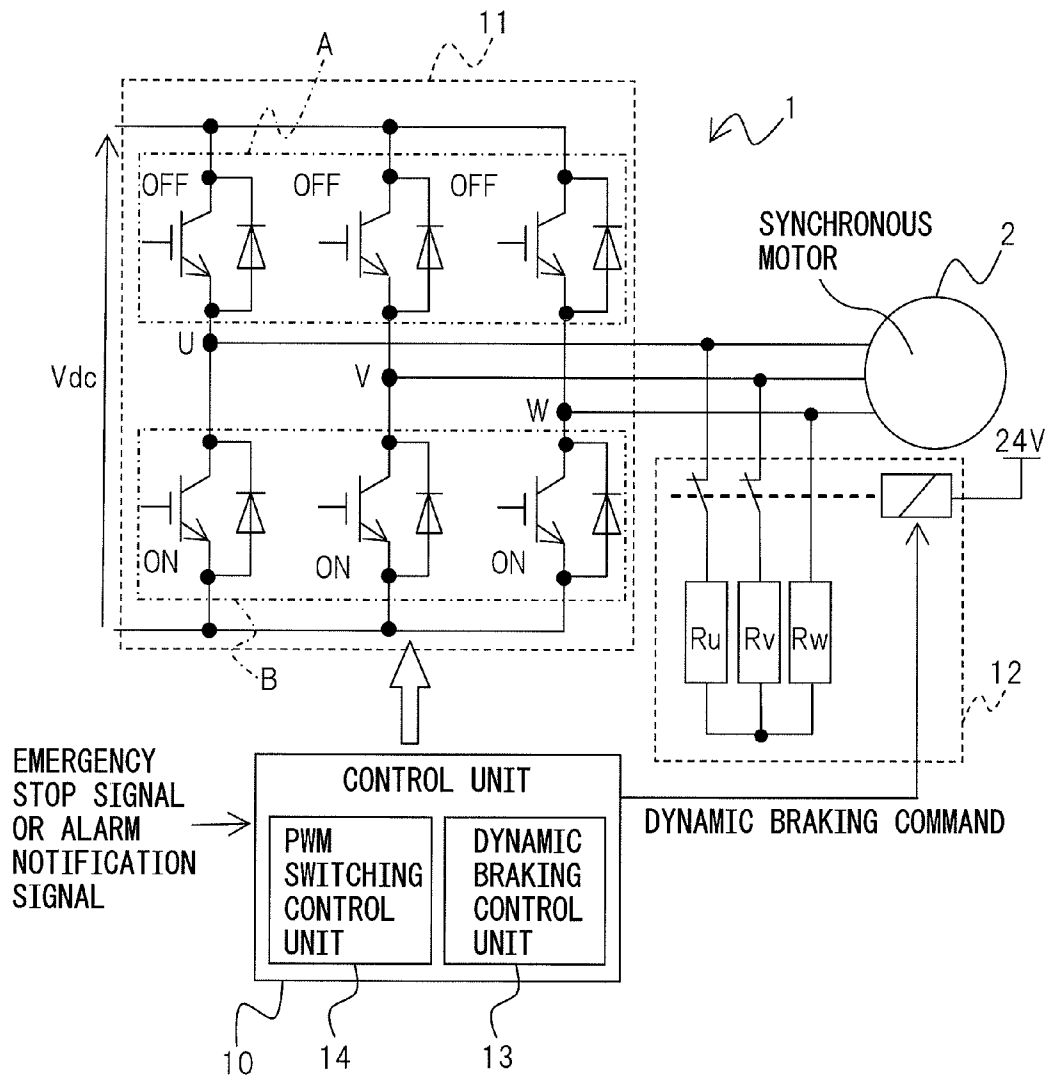 11
A
1
OFF
OFF
OFF
SYNCHRONOUS
MOTOR
2
U
Vdc
V
W
24V
ON
ON
ON
Ru
Rv
Rw
B
12
EMERGENCY
STOP SIGNAL
OR ALARM
NOTIFICATION
SIGNAL
CONTROL UNIT
DYNAMIC BRAKING COMMAND
PWM
SWITCHING
CONTROL
UNIT
DYNAMIC
BRAKING
CONTROL
UNIT
10
14
13